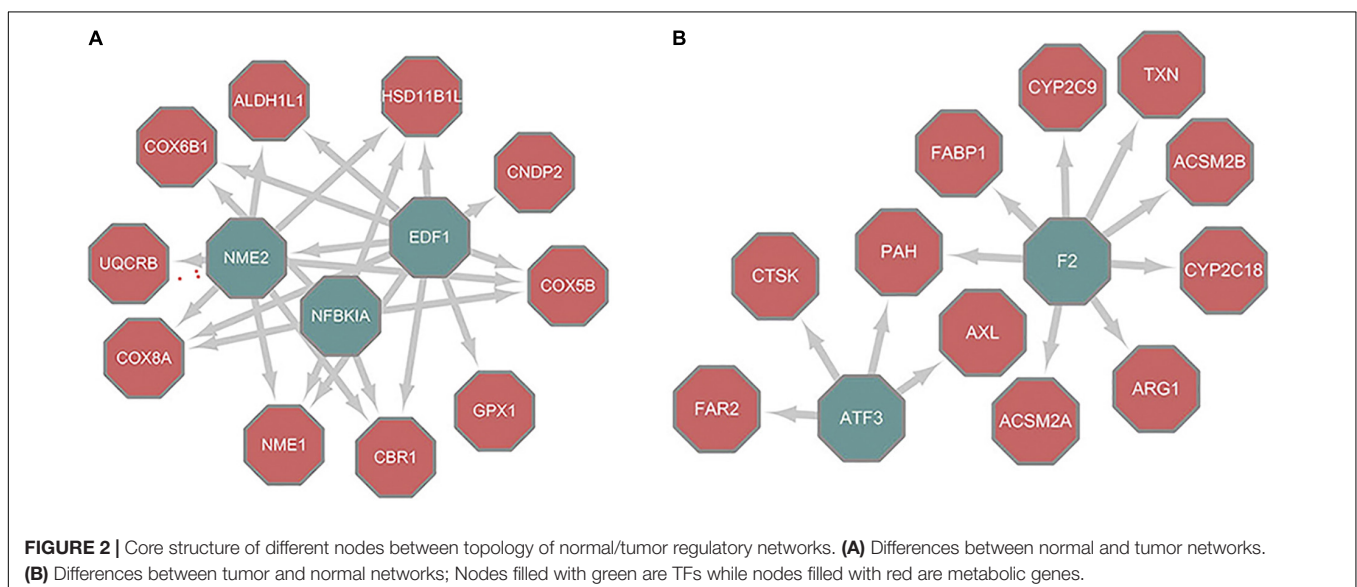 A
ALDH1L1
HSD11B1L
COX6B1
CNDP2
EDF1
NME2
UQCRB
COX5B
NFBKIA
COX8A
GPX1
NME1
CBR1
B
TXN
CYP2C9
FABP1
ACSM2B
PAH
F2
CYP2C18
CTSK
AXL
ARG1
FAR2
ATF3
ACSM2A
FIGURE 2 | Core structure of different nodes between topology of normal/tumor regulatory networks. (A) Differences between normal and tumor networks.
(B) Differences between tumor and normal networks; Nodes filled with green are TFs while nodes filled with red are metabolic genes.